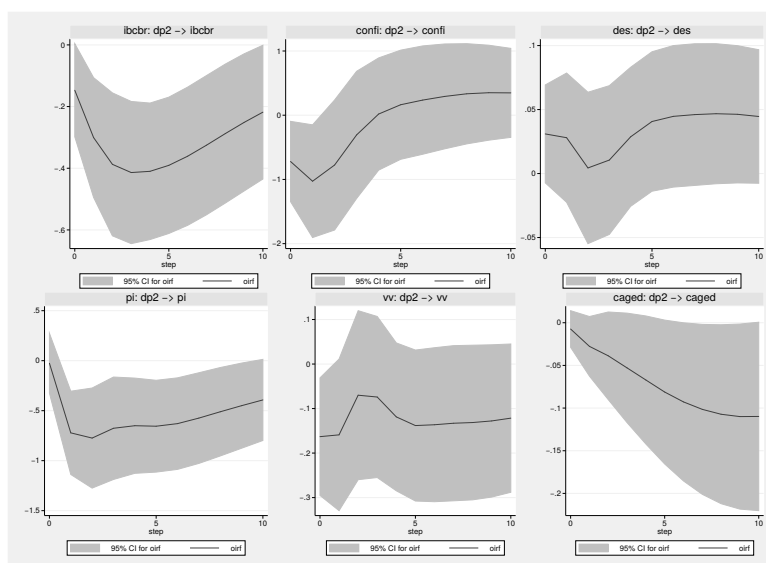 ibcbr: dp2 −> ibcbr
0
−.2
−.4
−.6
0 5 10
step
95% CI for oirf oirf
confi: dp2 −> confi
1
0
−1
−2
0 5 10
step
95% CI for oirf oirf
des: dp2 −> des
.1
.05
0
−.05
0 5 10
step
95% CI for oirf oirf
pi: dp2 −> pi
.5
0
−.5
−1
−1.5
0 5 10
step
95% CI for oirf oirf
vv: dp2 −> vv
.1
0
−.1
−.2
−.3
0 5 10
step
95% CI for oirf oirf
caged: dp2 −> caged
0
−.05
−.1
−.15
−.2
0 5 10
step
95% CI for oirf oirf